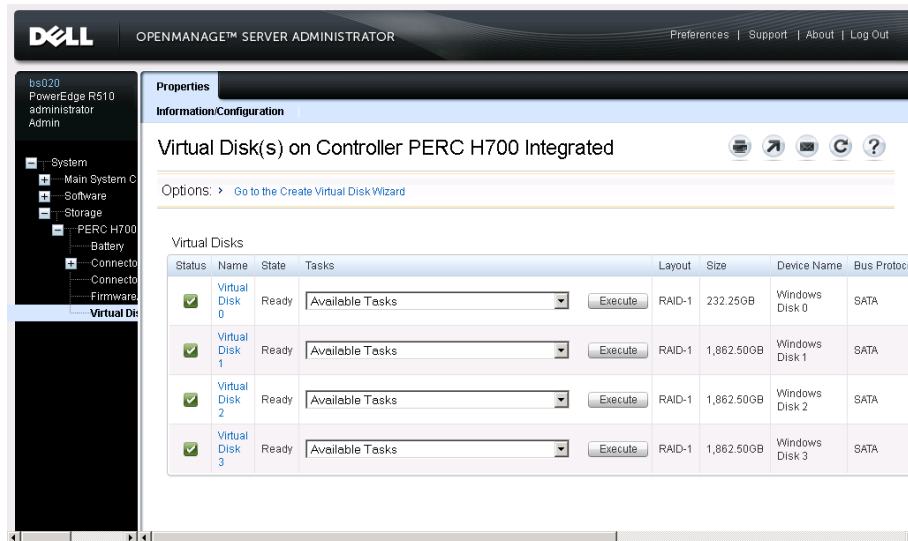 DELL
OPENMANAGE™ SERVER ADMINISTRATOR
Preferences | Support | About | Log Out
bs020
PowerEdge R510
administrator
Admin
System
Main System C
Software
Storage
PERC H700
Battery
Connecto
Connecto
Firmware
Virtual Dis
Properties
Information/Configuration
Virtual Disk(s) on Controller PERC H700 Integrated
?
Options: › Go to the Create Virtual Disk Wizard
Virtual Disks
Status Name State Tasks Layout Size Device Name Bus Protoc
Virtual Disk 0 Ready Available Tasks Execute RAID-1 232.25GB Windows Disk 0 SATA
Virtual Disk 1 Ready Available Tasks Execute RAID-1 1,862.50GB Windows Disk 1 SATA
Virtual Disk 2 Ready Available Tasks Execute RAID-1 1,862.50GB Windows Disk 2 SATA
Virtual Disk 3 Ready Available Tasks Execute RAID-1 1,862.50GB Windows Disk 3 SATA